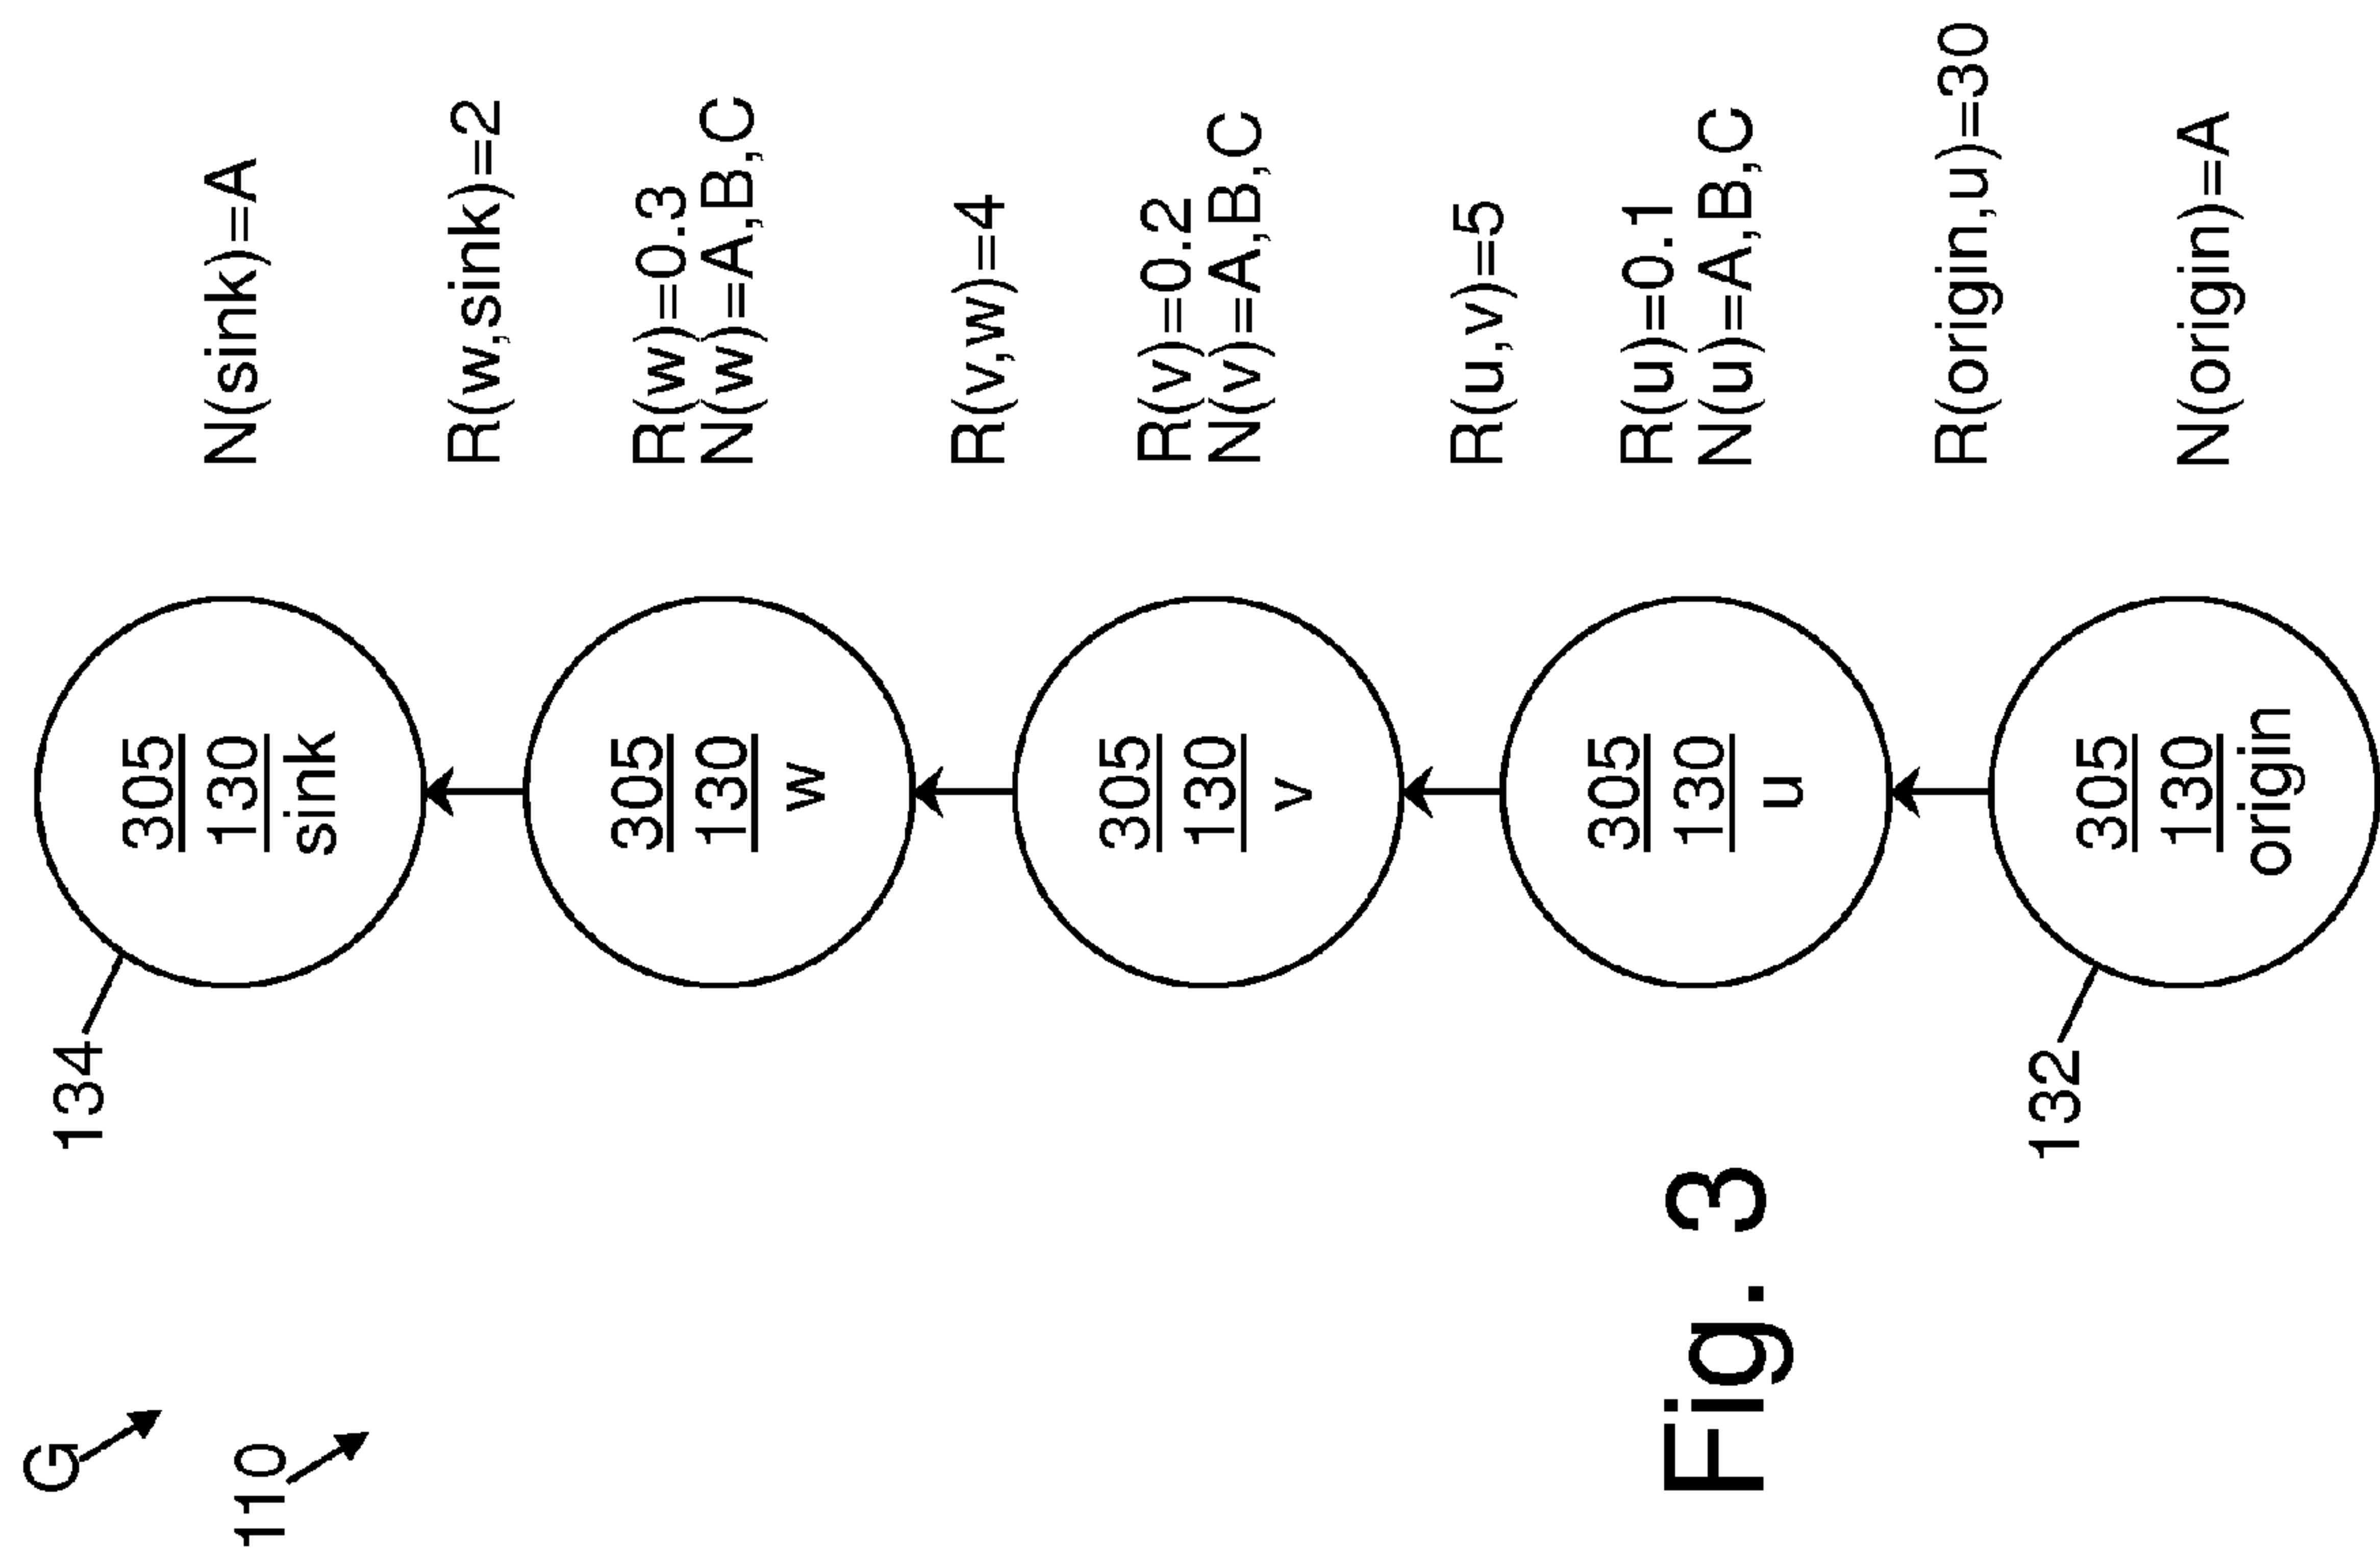 G
110
134
305
130
sink
N(sink)=A
R(w,sink)=2
305
130
w
R(w)=0.3
N(w)=A,B,C
R(v,w)=4
305
130
v
R(v)=0.2
N(v)=A,B,C
R(u,v)=5
305
130
u
R(u)=0.1
N(u)=A,B,C
R(origin,u)=30
132
305
130
origin
N(origin)=A
Fig. 3